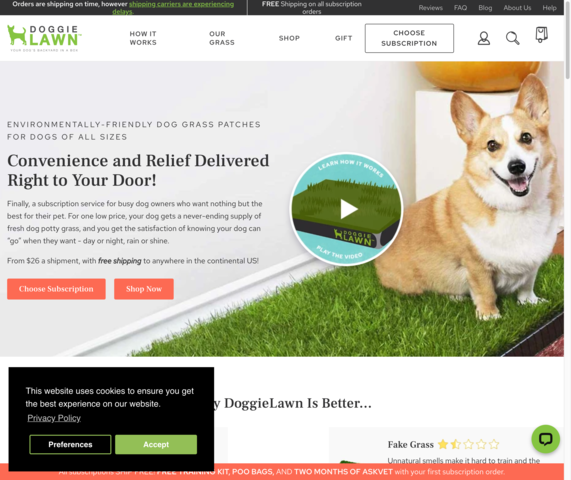 Orders are shipping on time, however shipping carriers are experiencing
delays.
FREE Shipping on all subscription
orders
Reviews FAQ Blog About Us Help
DOGGIE
LAWN
YOUR DOG'S BACKYARD IN A BOX
HOW IT
WORKS
OUR
GRASS
SHOP
GIFT
CHOOSE
SUBSCRIPTION
ENVIRONMENTALLY-FRIENDLY DOG GRASS PATCHES
FOR DOGS OF ALL SIZES
Convenience and Relief Delivered
Right to Your Door!
Finally, a subscription service for busy dog owners who want nothing but the
best for their pet. For one low price, your dog gets a never-ending supply of
fresh dog potty grass, and you get the satisfaction of knowing your dog can
"go" when they want - day or night, rain or shine.
From $26 a shipment, with free shipping to anywhere in the continental US!
Choose Subscription
Shop Now
LEARN HOW IT WORKS
DOGGIE
LAWN
PLAY THE VIDEO
This website uses cookies to ensure you get
the best experience on our website.
Privacy Policy
Preferences
Accept
y DoggieLawn Is Better...
Fake Grass
Unnatural smells make it hard to train and the
All subscriptions SHIP FREE. FREE TRAINING KIT, POO BAGS, AND TWO MONTHS OF ASKVET with your first subscription order.